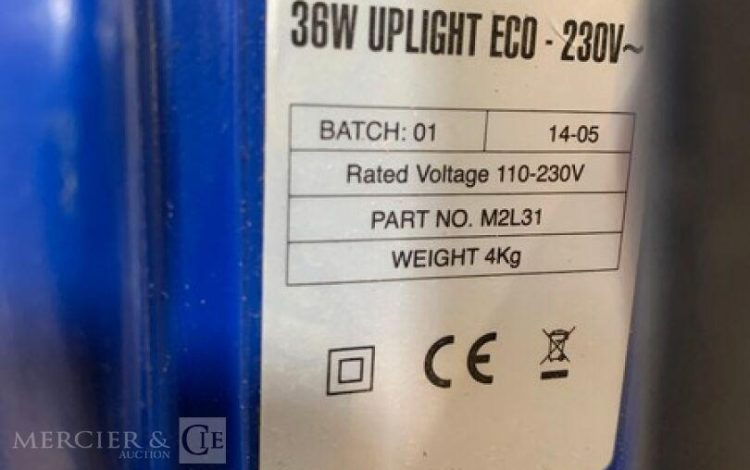 36W UPLIGHT ECO - 230V~
BATCH: 01 14-05
Rated Voltage 110-230V
PART NO. M2L31
WEIGHT 4Kg
CE
MERCIER & CIE
AUCTION